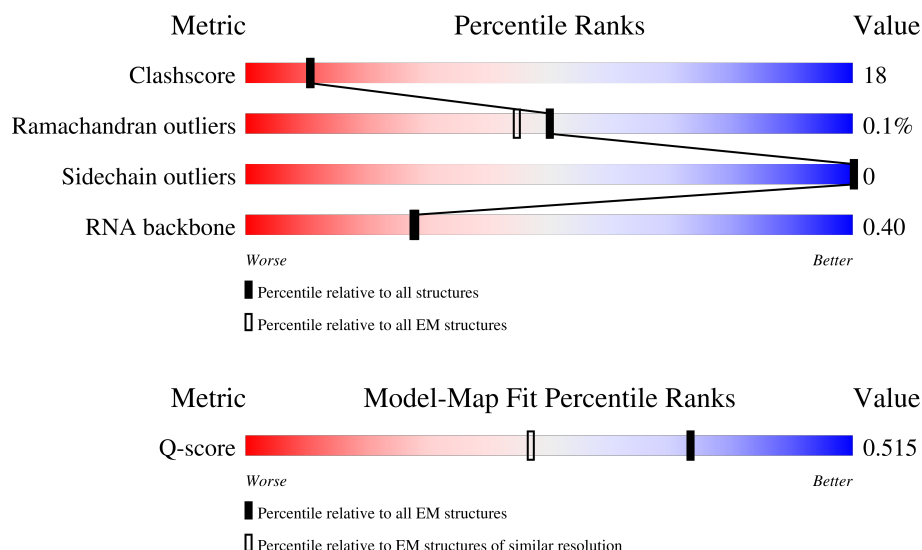 Metric Percentile Ranks Value
Clashscore 18
Ramachandran outliers 0.1%
Sidechain outliers 0
RNA backbone 0.40
Worse Better
Percentile relative to all structures
Percentile relative to all EM structures
Metric Model-Map Fit Percentile Ranks Value
Q-score 0.515
Worse Better
Percentile relative to all EM structures
Percentile relative to EM structures of similar resolution